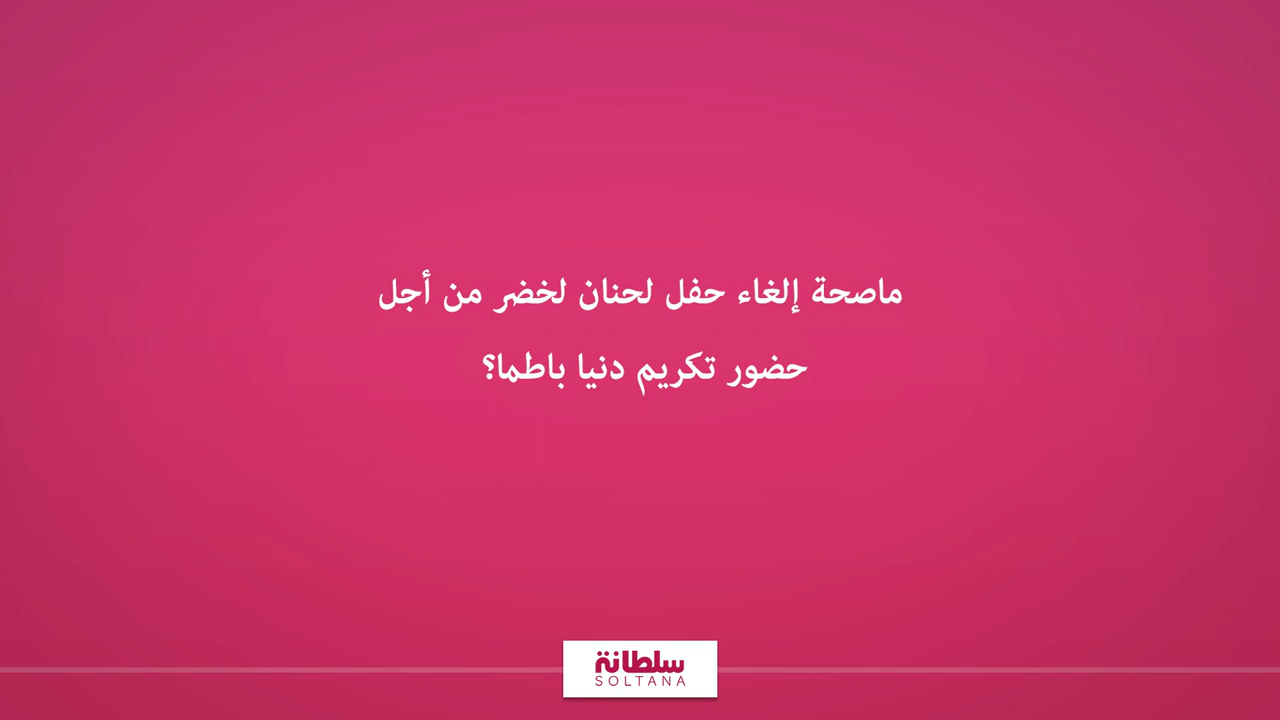 ماصحة إلغاء حفل لحنان لخضر من أجل
حضور تكريم دنيا باطما؟
سلطانة
SOLTANA